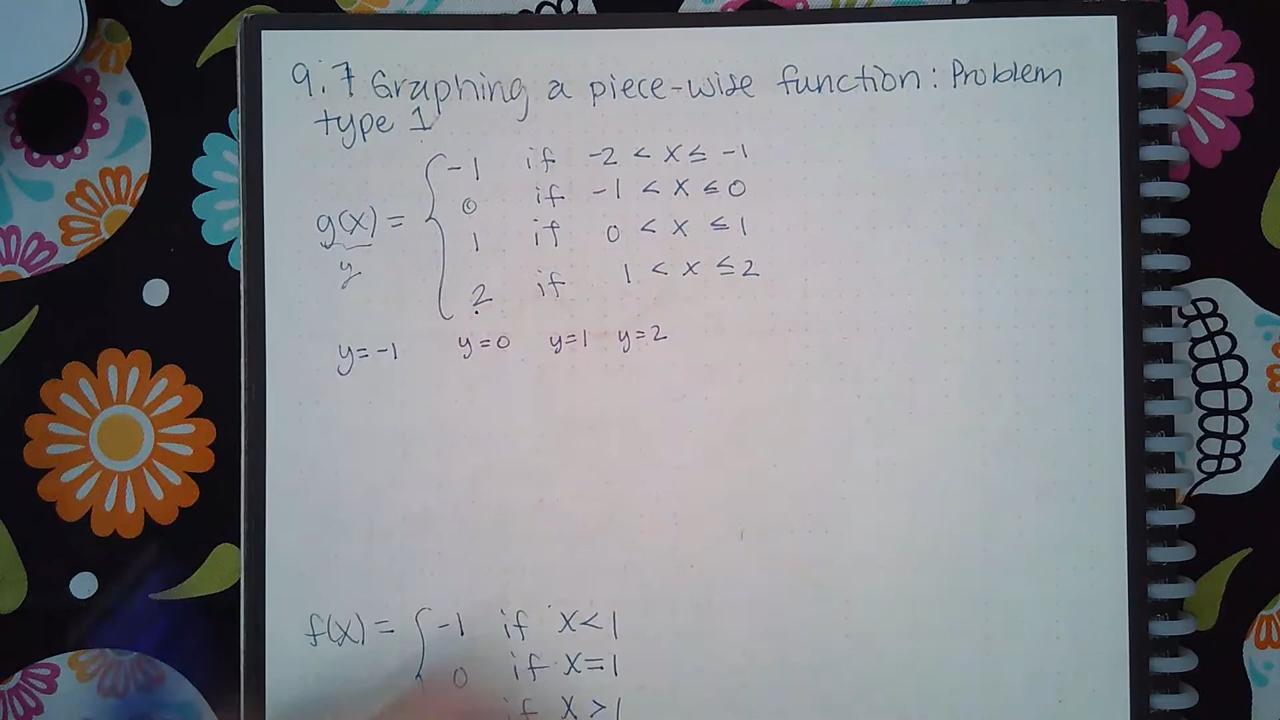 9.7 Graphing a piece-wise function: Problem
type 1
-1 if -2 < x ≤ -1
0 if -1 < x ≤ 0
g(x) =
1 if 0 < x ≤ 1
y
2 if 1 < x ≤ 2
y=-1 y=0 y=1 y=2
f(x) = { -1 if x<1
0 if x=1
if x>1